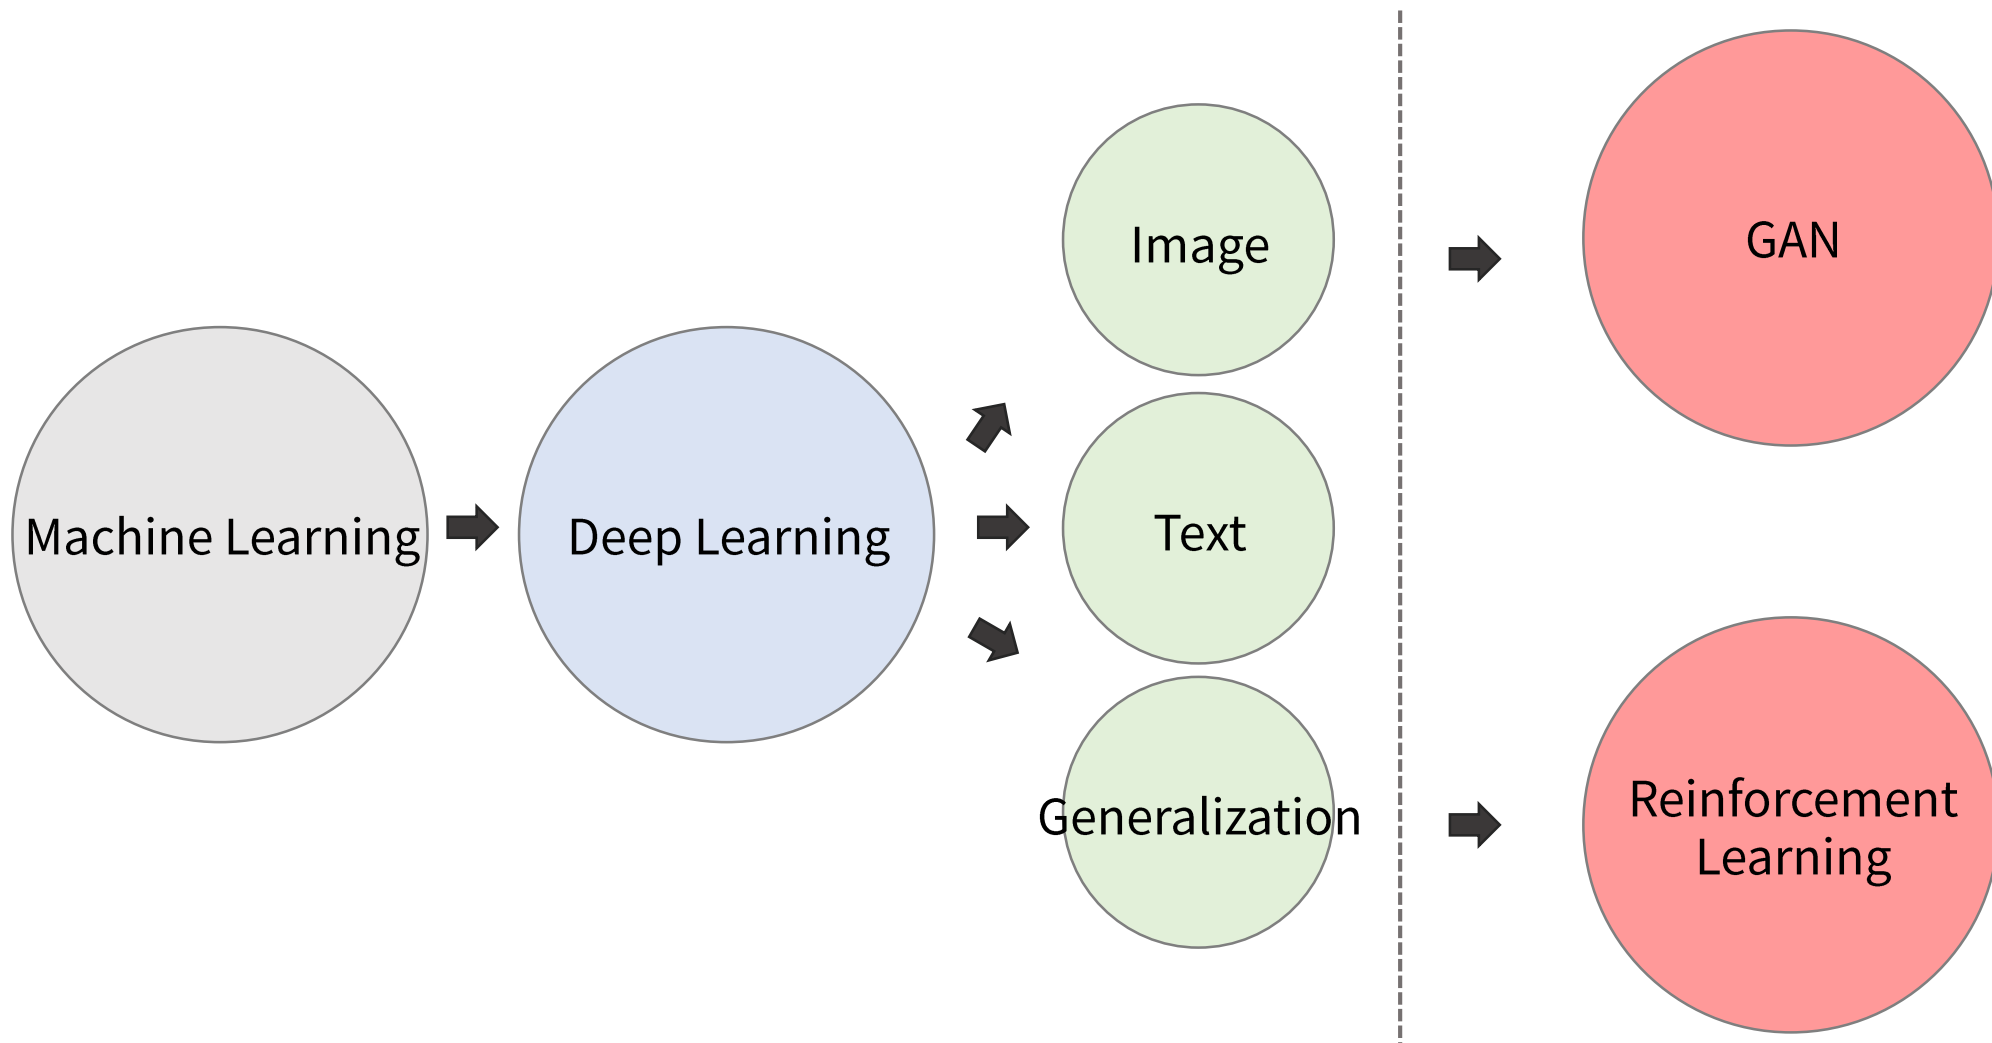 Machine Learning
Deep Learning
Image
Text
Generalization
GAN
Reinforcement
Learning